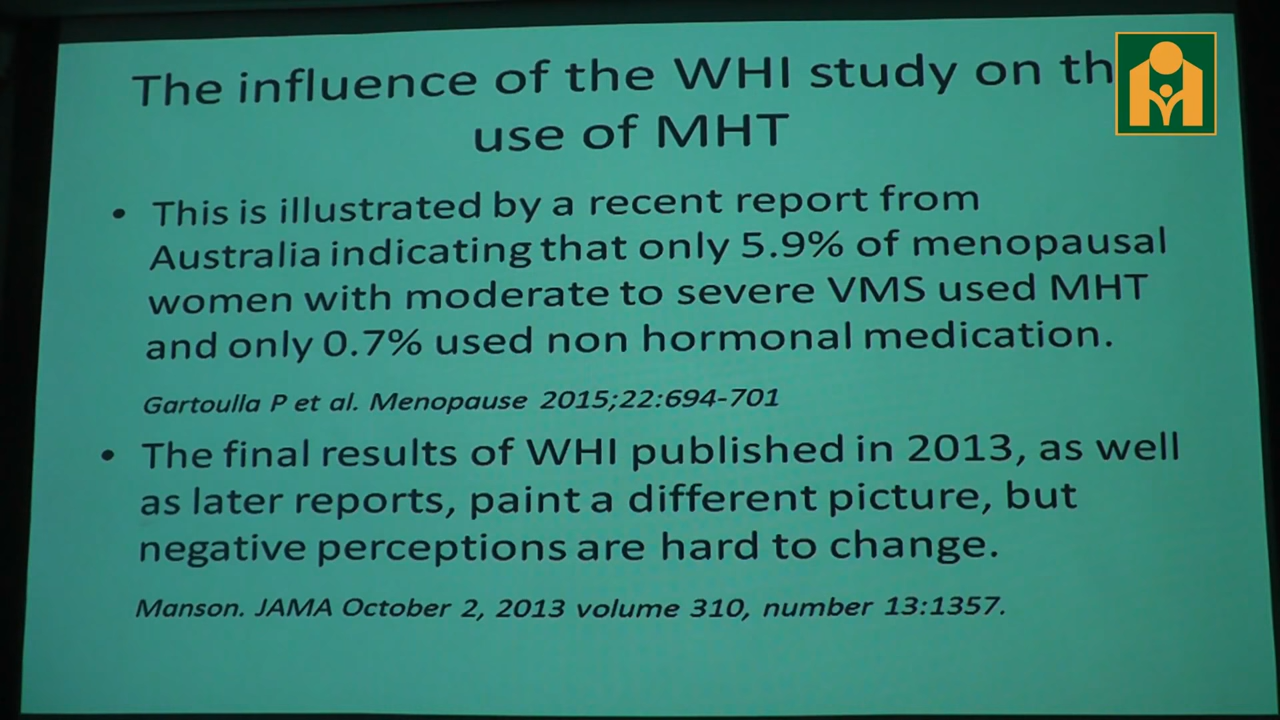 The influence of the WHI study on th
use of MHT
• This is illustrated by a recent report from
Australia indicating that only 5.9% of menopausal
women with moderate to severe VMS used MHT
and only 0.7% used non hormonal medication.
Gartoulla P et al. Menopause 2015;22:694-701
• The final results of WHI published in 2013, as well
as later reports, paint a different picture, but
negative perceptions are hard to change.
Manson. JAMA October 2, 2013 volume 310, number 13:1357.